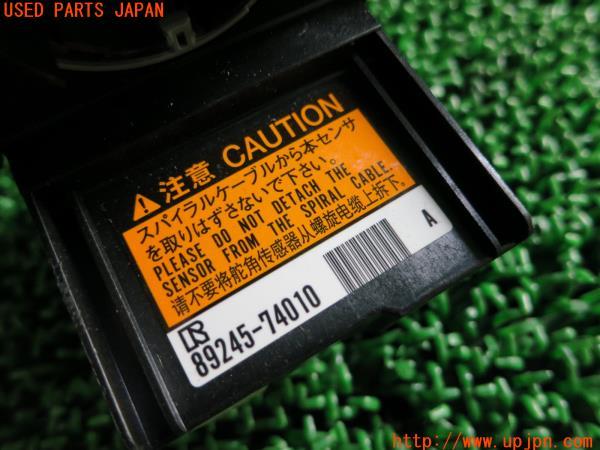 USED PARTS JAPAN
注意 CAUTION
スパイラルケーブルから本センサ
を取りはずさないで下さい。
PLEASE DO NOT DETACH THE
SENSOR FROM THE SPIRAL CABLE.
请不要将舵角传感器从螺旋电缆上拆下。
89245-74010
A
http://www.upjpn.com